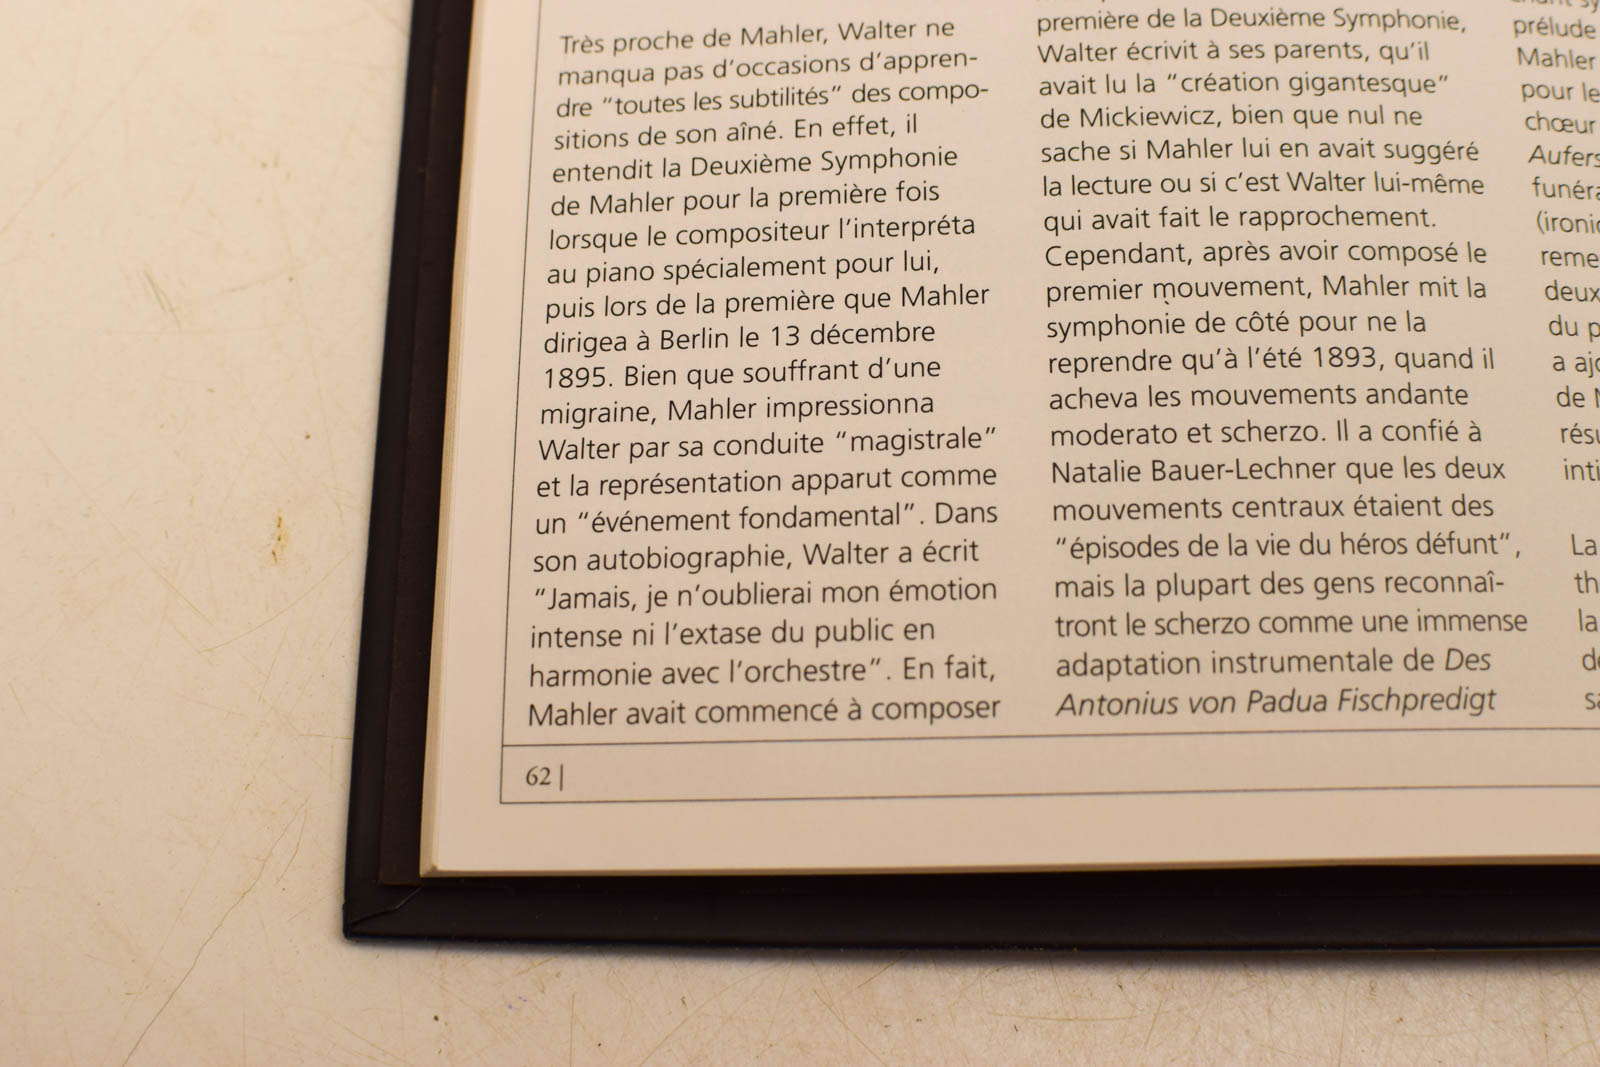 Très proche de Mahler, Walter ne
manqua pas d'occasions d'appren-
dre "toutes les subtilités" des compo-
sitions de son aîné. En effet, il
entendit la Deuxième Symphonie
de Mahler pour la première fois
lorsque le compositeur l'interpréta
au piano spécialement pour lui,
puis lors de la première que Mahler
dirigea à Berlin le 13 décembre
1895. Bien que souffrant d'une
migraine, Mahler impressionna
Walter par sa conduite "magistrale"
et la représentation apparut comme
un "événement fondamental". Dans
son autobiographie, Walter a écrit
"Jamais, je n'oublierai mon émotion
intense ni l'extase du public en
harmonie avec l'orchestre". En fait,
Mahler avait commencé à composer
première de la Deuxième Symphonie,
Walter écrivit à ses parents, qu'il
avait lu la "création gigantesque"
de Mickiewicz, bien que nul ne
sache si Mahler lui en avait suggéré
la lecture ou si c'est Walter lui-même
qui avait fait le rapprochement.
Cependant, après avoir composé le
premier mouvement, Mahler mit la
symphonie de côté pour ne la
reprendre qu'à l'été 1893, quand il
acheva les mouvements andante
moderato et scherzo. Il a confié à
Natalie Bauer-Lechner que les deux
mouvements centraux étaient des
"épisodes de la vie du héros défunt",
mais la plupart des gens reconnaî-
tront le scherzo comme une immense
adaptation instrumentale de Des
Antonius von Padua Fischpredigt
prélude
Mahler
pour le
chœur
Aufers
funéra
(ironi
reme
deux
du p
a ajo
de
résu
inti
La
th
la
62 |